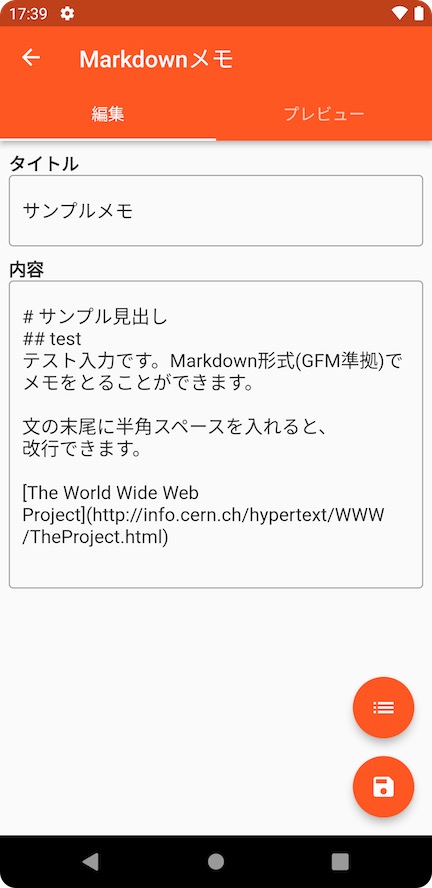 17:39
Markdownメモ
編集
プレビュー
タイトル
サンプルメモ
内容
# サンプル見出し
## test
テスト入力です。Markdown形式(GFM準拠)で
メモをとることができます。
文の末尾に半角スペースを入れると、
改行できます。
[The World Wide Web
Project](http://info.cern.ch/hypertext/WWW
/TheProject.html)